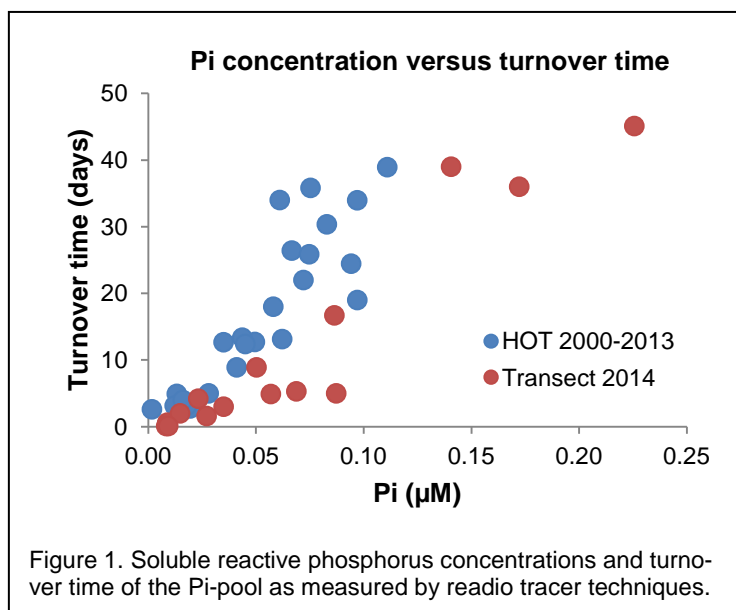 Pi concentration versus turnover time
50
40
30
20
10
0
Turnover time (days)
HOT 2000-2013
Transect 2014
0.00 0.05 0.10 0.15 0.20 0.25
Pi (µM)
Figure 1. Soluble reactive phosphorus concentrations and turno-
ver time of the Pi-pool as measured by readio tracer techniques.